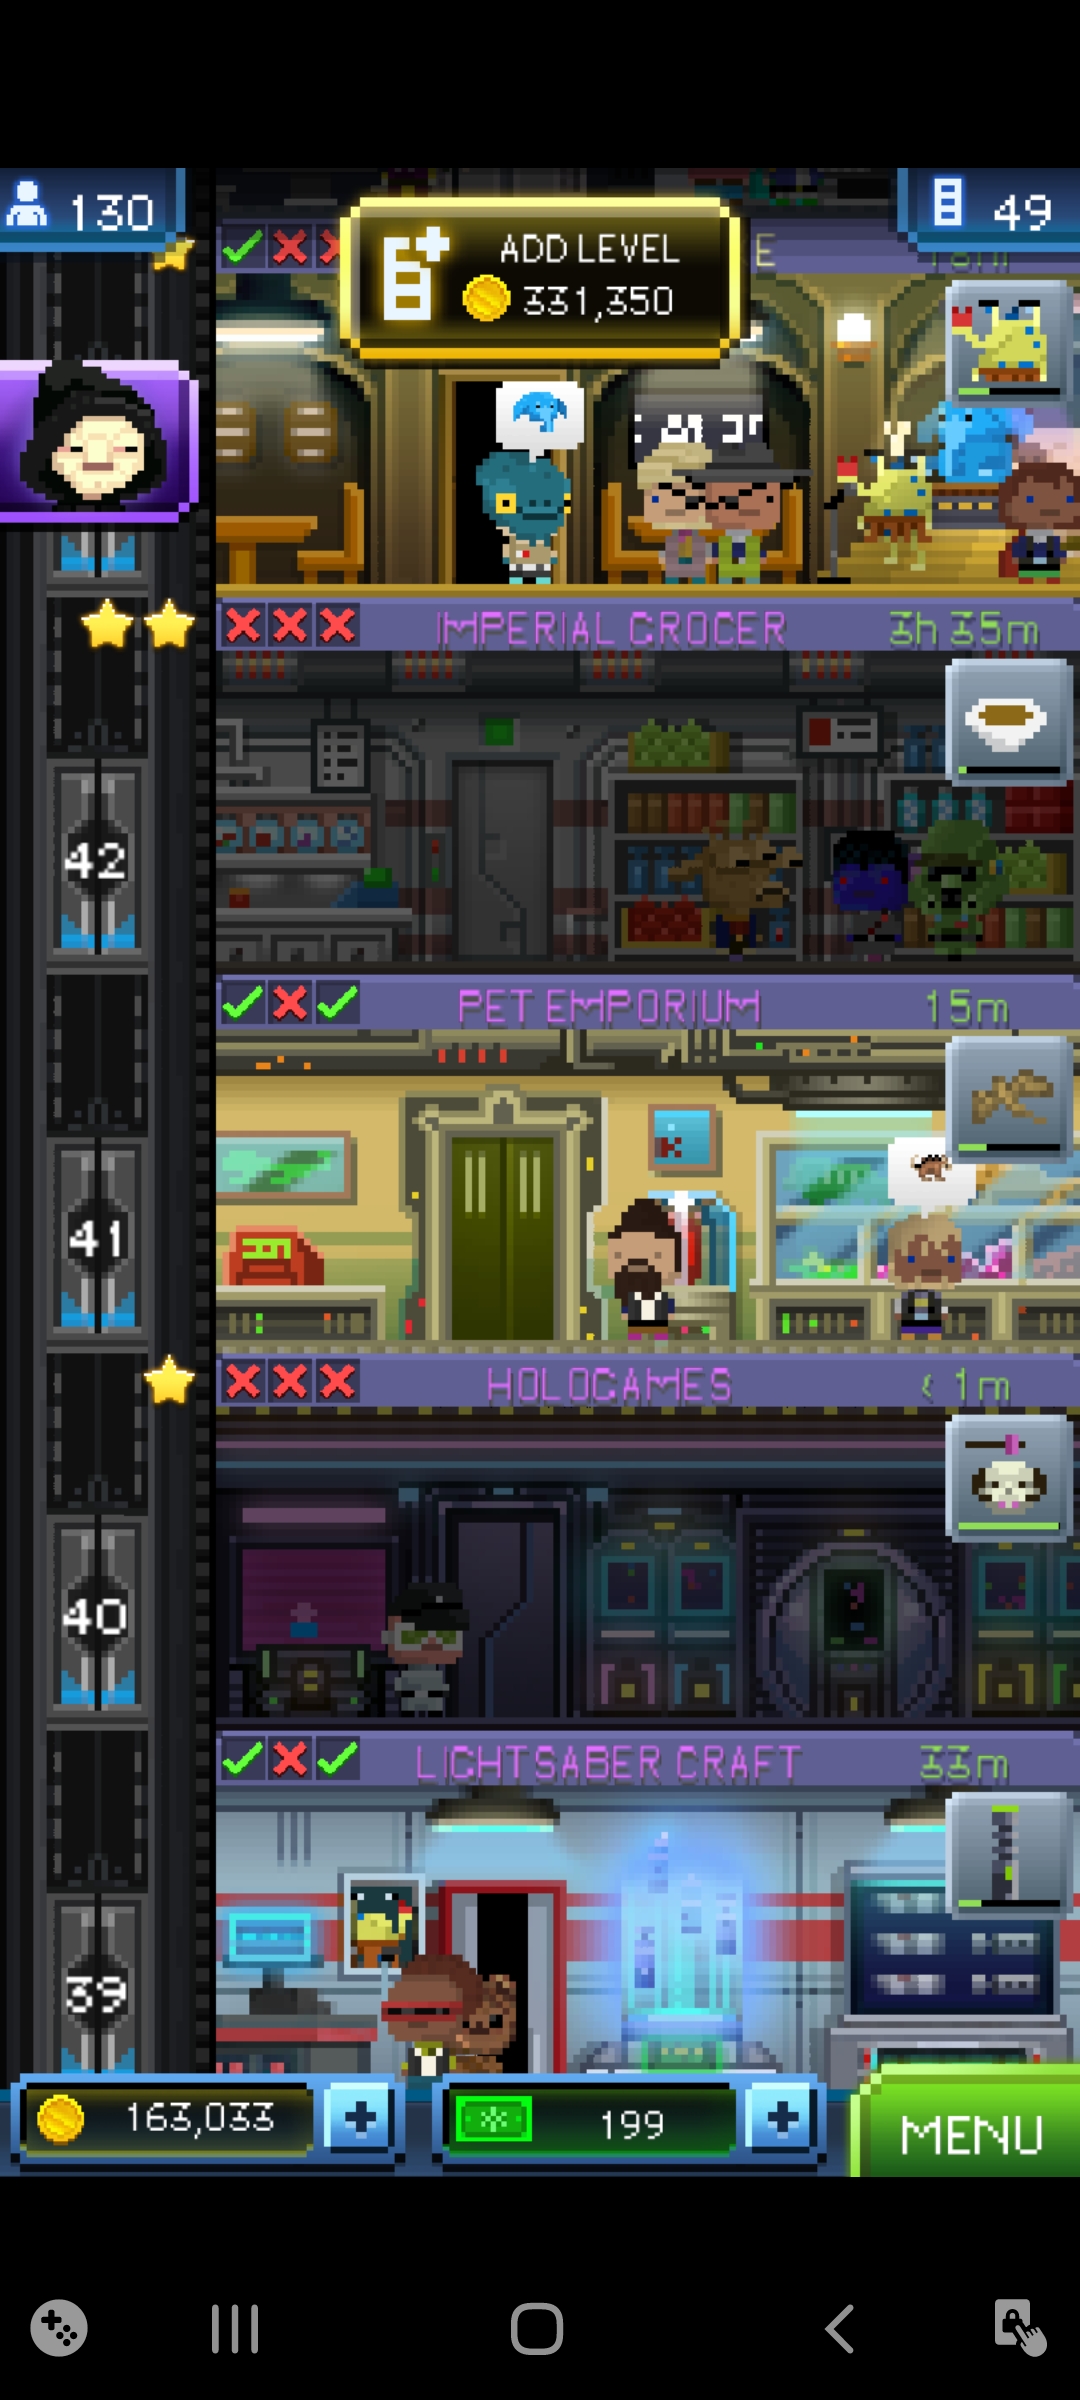 130
ADD LEVEL
331,350
49
E
18m
IMPERIAL GROCER
3h 35m
42
PET EMPORIUM
15m
41
HOLOGAMES
< 1m
40
LIGHTSABER CRAFT
33m
39
163,033
199
MENU